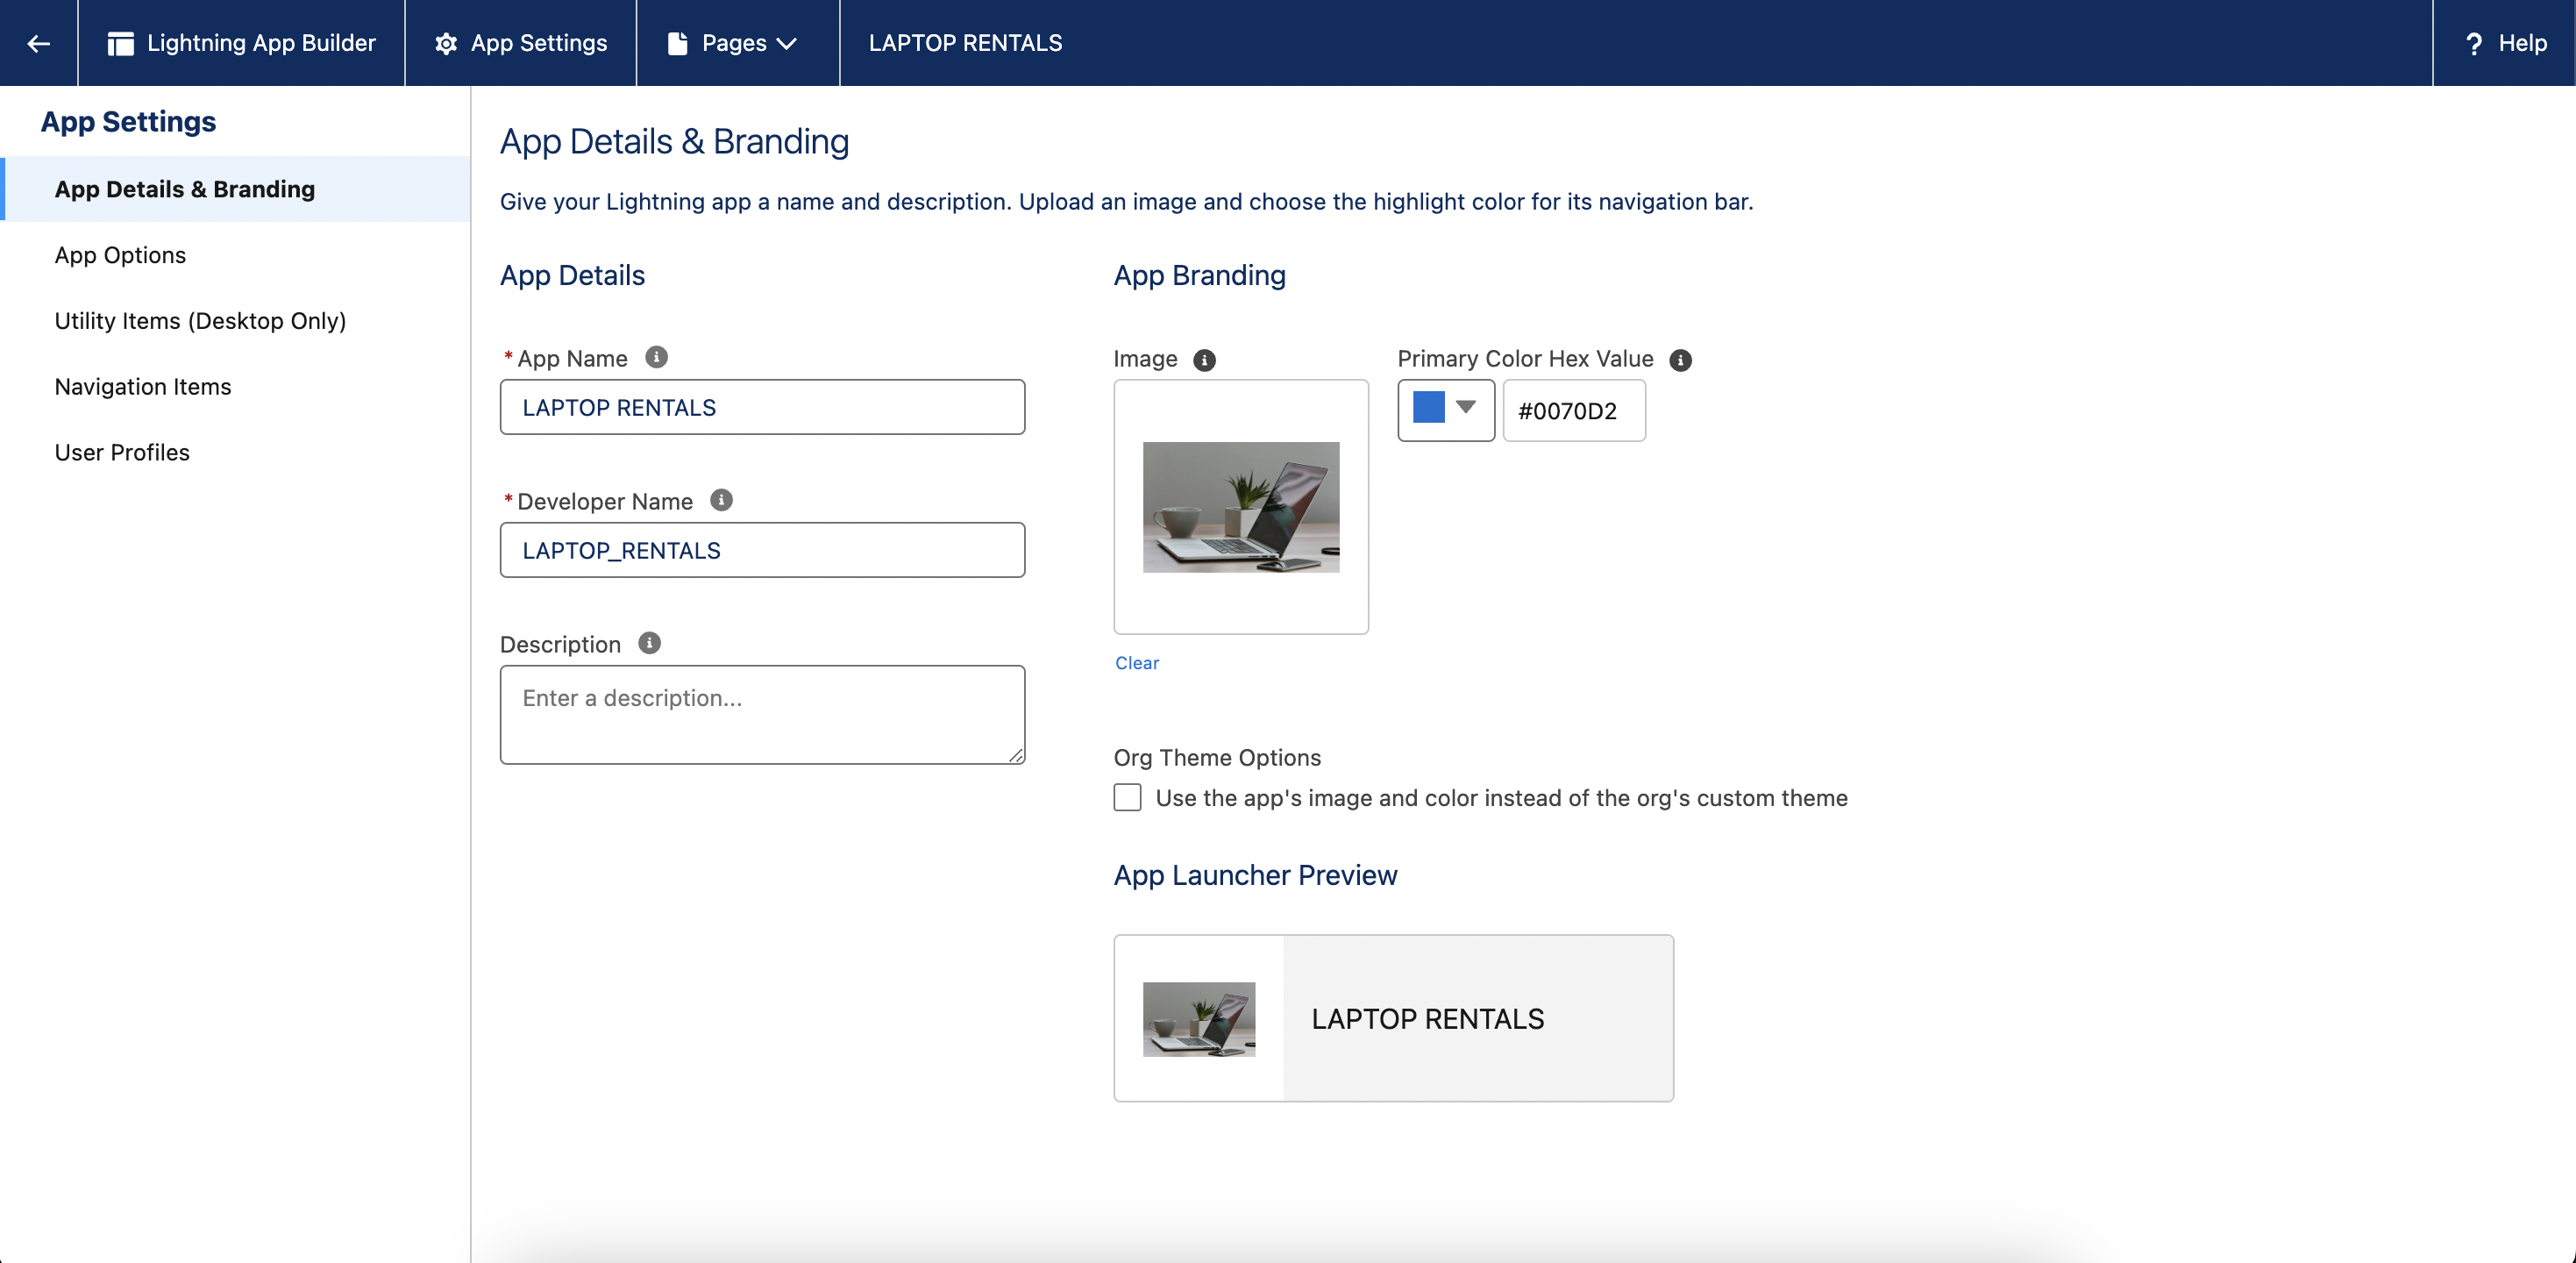 Lightning App Builder
App Settings
Pages
LAPTOP RENTALS
? Help
App Settings
App Details & Branding
App Options
Utility Items (Desktop Only)
Navigation Items
User Profiles
App Details & Branding
Give your Lightning app a name and description. Upload an image and choose the highlight color for its navigation bar.
App Details
*App Name
LAPTOP RENTALS
*Developer Name
LAPTOP_RENTALS
Description
Enter a description...
App Branding
Image
Primary Color Hex Value
#0070D2
Clear
Org Theme Options
Use the app's image and color instead of the org's custom theme
App Launcher Preview
LAPTOP RENTALS